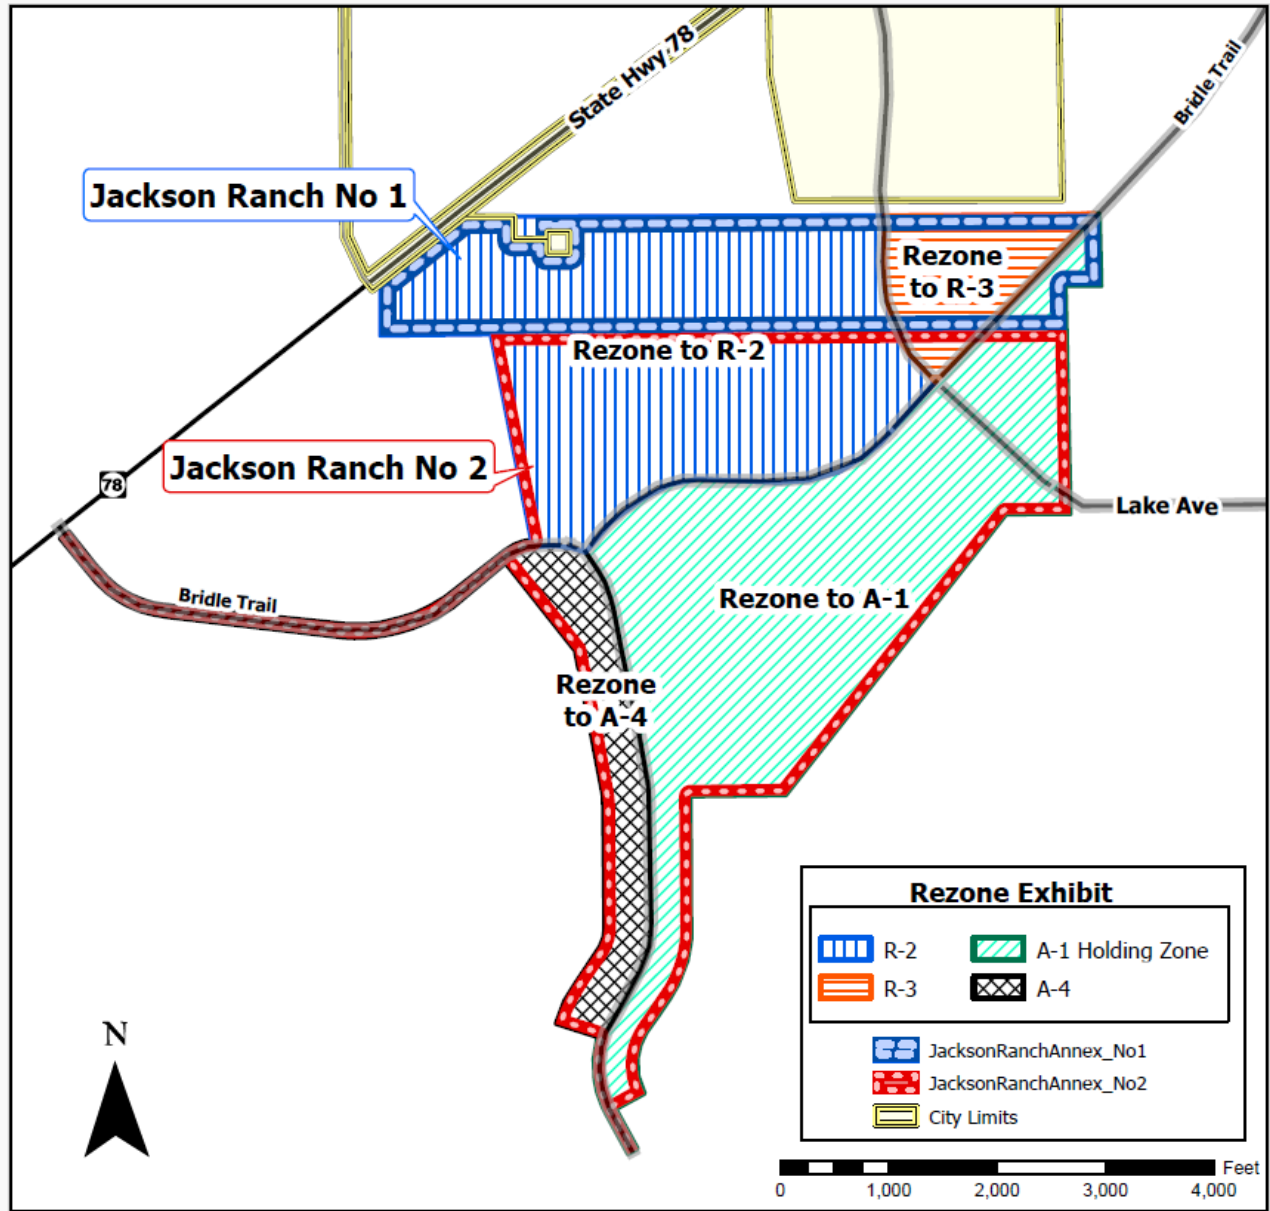 State Hwy 78
Bridle Trail
Jackson Ranch No 1
Rezone
to R-3
Rezone to R-2
Jackson Ranch No 2
78
Lake Ave
Bridle Trail
Rezone to A-1
Rezone
to A-4
Rezone Exhibit
R-2
A-1 Holding Zone
R-3
A-4
JacksonRanchAnnex_No1
JacksonRanchAnnex_No2
City Limits
N
Feet
0 1,000 2,000 3,000 4,000